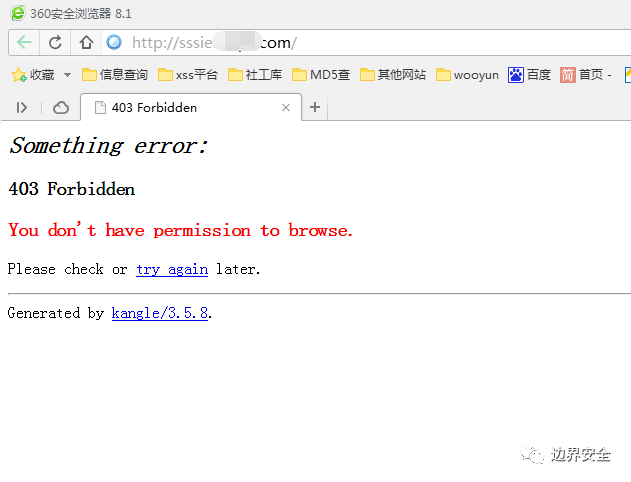 360安全浏览器 8.1
http://sssie.com/
收藏 信息查询 xss平台 社工库 MD5查 其他网站 wooyun 百度 简 首页 -
403 Forbidden
Something error:
403 Forbidden
You don't have permission to browse.
Please check or try again later.
Generated by kangle/3.5.8.
边界安全